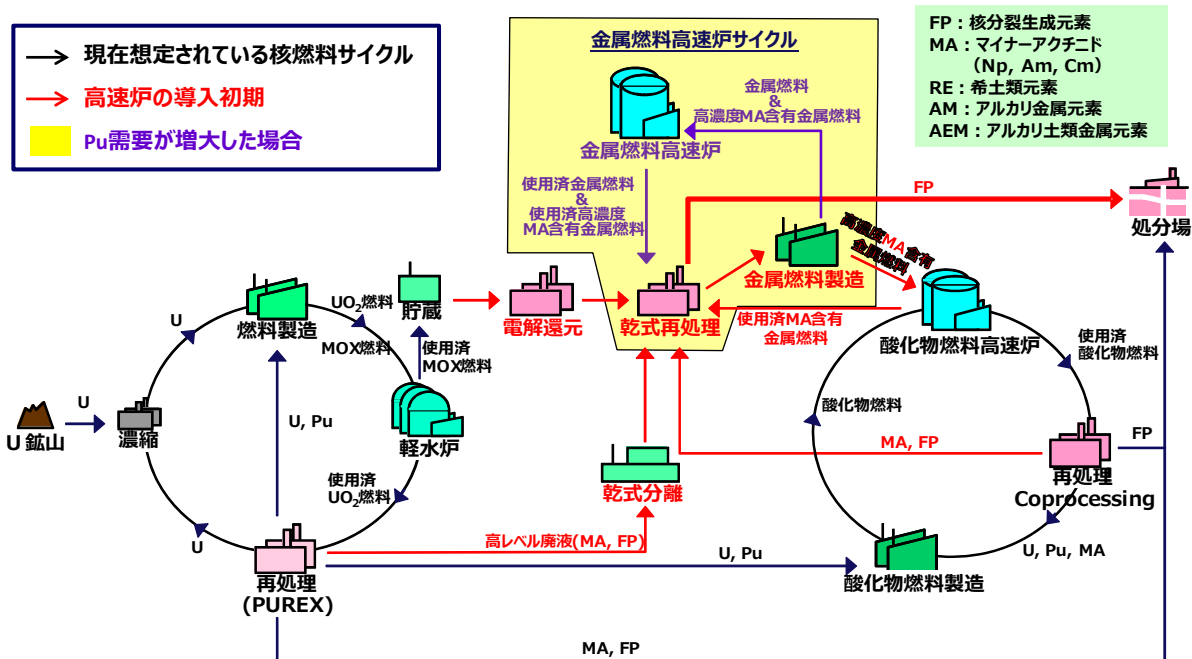 現在想定されている核燃料サイクル
高速炉の導入初期
Pu需要が増大した場合
金属燃料高速炉サイクル
FP：核分裂生成元素
MA：マイナーアクチニド
（Np, Am, Cm）
RE：希土類元素
AM：アルカリ金属元素
AEM：アルカリ土類金属元素
金属燃料
&
高濃度MA含有金属燃料
金属燃料高速炉
使用済金属燃料
&
使用済高濃度
MA含有金属燃料
FP
処分場
高濃度MA含有
金属燃料
金属燃料製造
貯蔵
電解還元
乾式再処理
使用済MA含有
金属燃料
酸化物燃料高速炉
使用済
酸化物燃料
U
燃料製造
UO₂燃料
MOX燃料
使用済
MOX燃料
U 鉱山
U
濃縮
U, Pu
軽水炉
使用済
UO₂燃料
U
再処理
(PUREX)
高レベル廃液(MA, FP)
乾式分離
MA, FP
酸化物燃料
再処理
Coprocessing
FP
U, Pu, MA
U, Pu
酸化物燃料製造
MA, FP